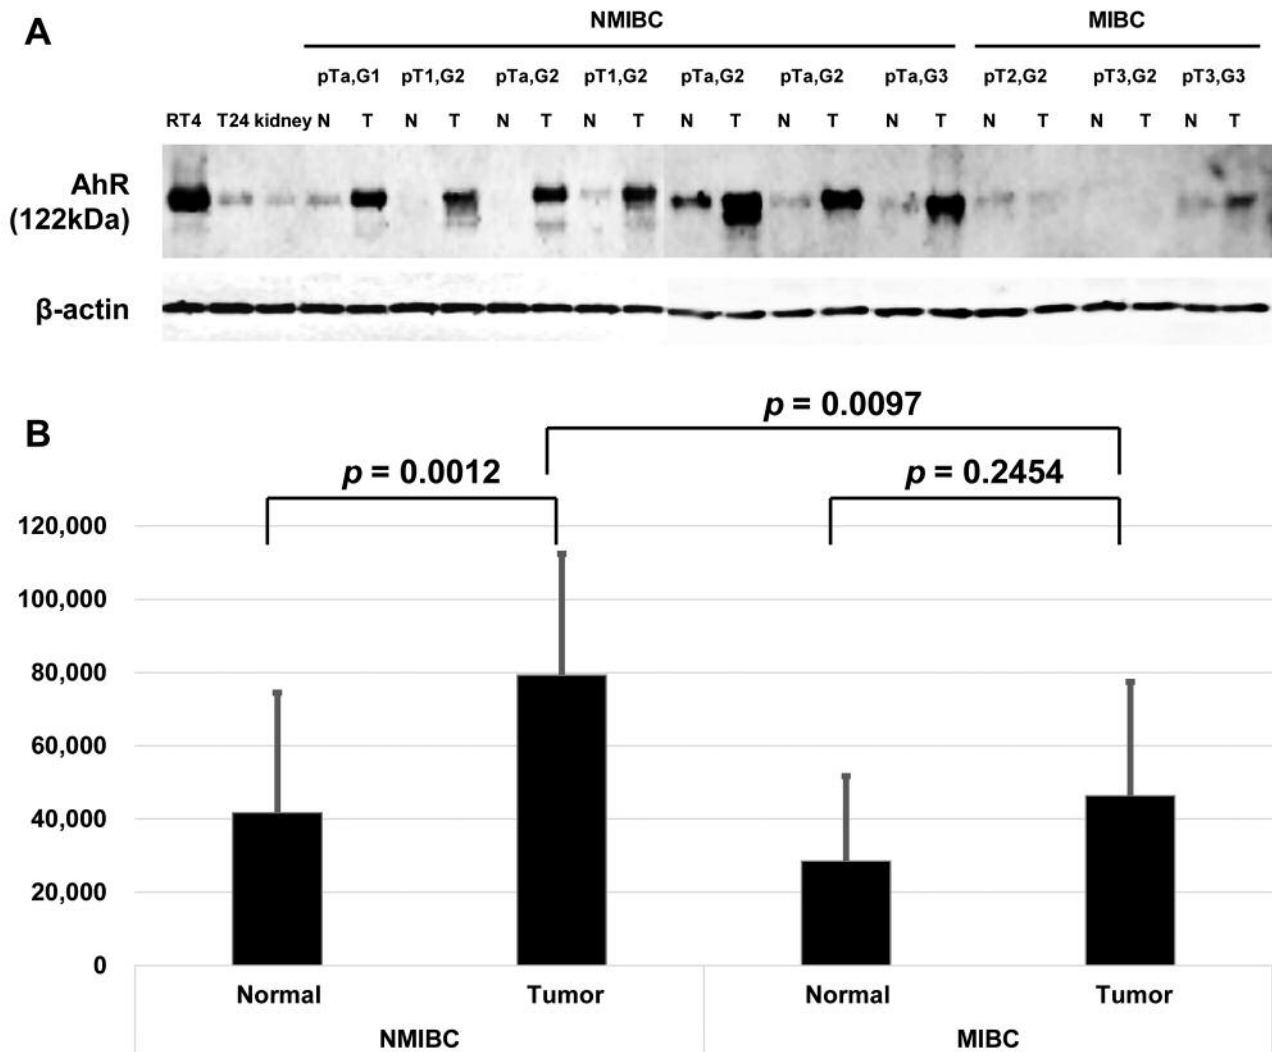 A
NMIBC MIBC
pTa,G1 pT1,G2 pTa,G2 pT1,G2 pTa,G2 pTa,G2 pTa,G3 pT2,G2 pT3,G2 pT3,G3
RT4 T24 kidney N T N T N T N T N T N T N T N T N T N T
AhR
(122kDa)
β-actin
B
p = 0.0097
p = 0.0012 p = 0.2454
120,000
100,000
80,000
60,000
40,000
20,000
0
Normal Tumor Normal Tumor
NMIBC MIBC